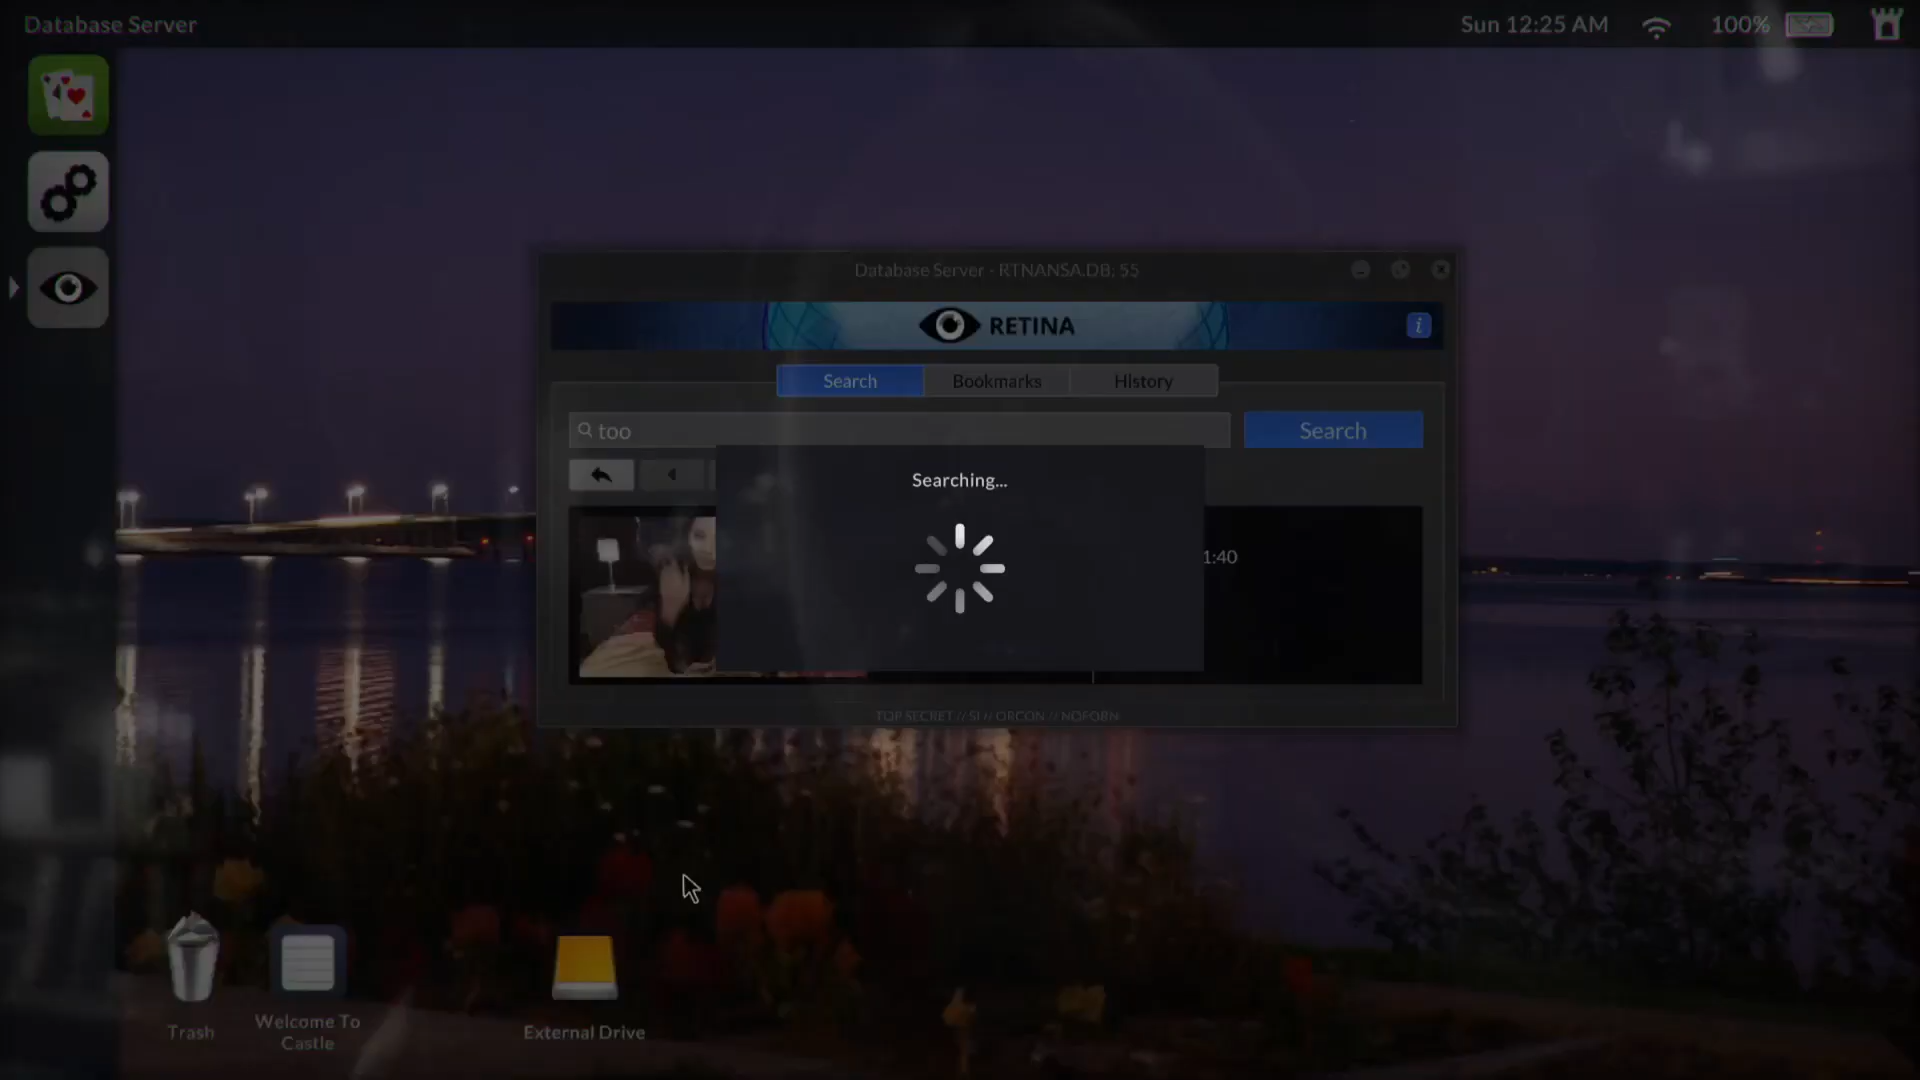 Database Server
Sun 12:25 AM
100%
Database Server - RTNANSA.DB: 55
RETINA
i
Search
Bookmarks
History
too
Search
Searching...
1:40
TOP SECRET // SI // ORCON // NOFORN
Trash
Welcome To
Castle
External Drive